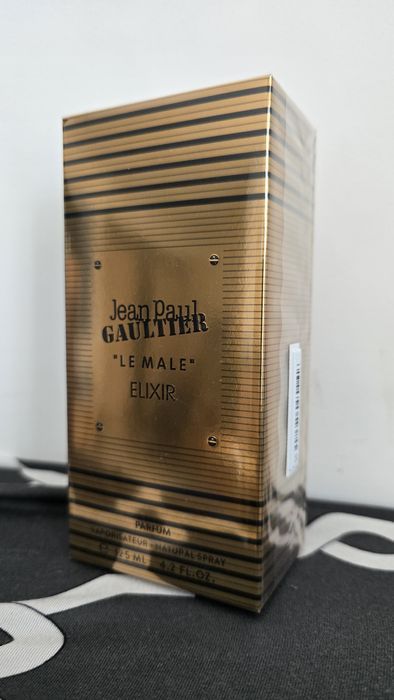 Jean Paul
GAULTIER
"LE MALE"
ELIXIR
PARFUM
VAPORISATEUR - NATURAL SPRAY
℮ 125 ML - 4.2 FL.OZ.